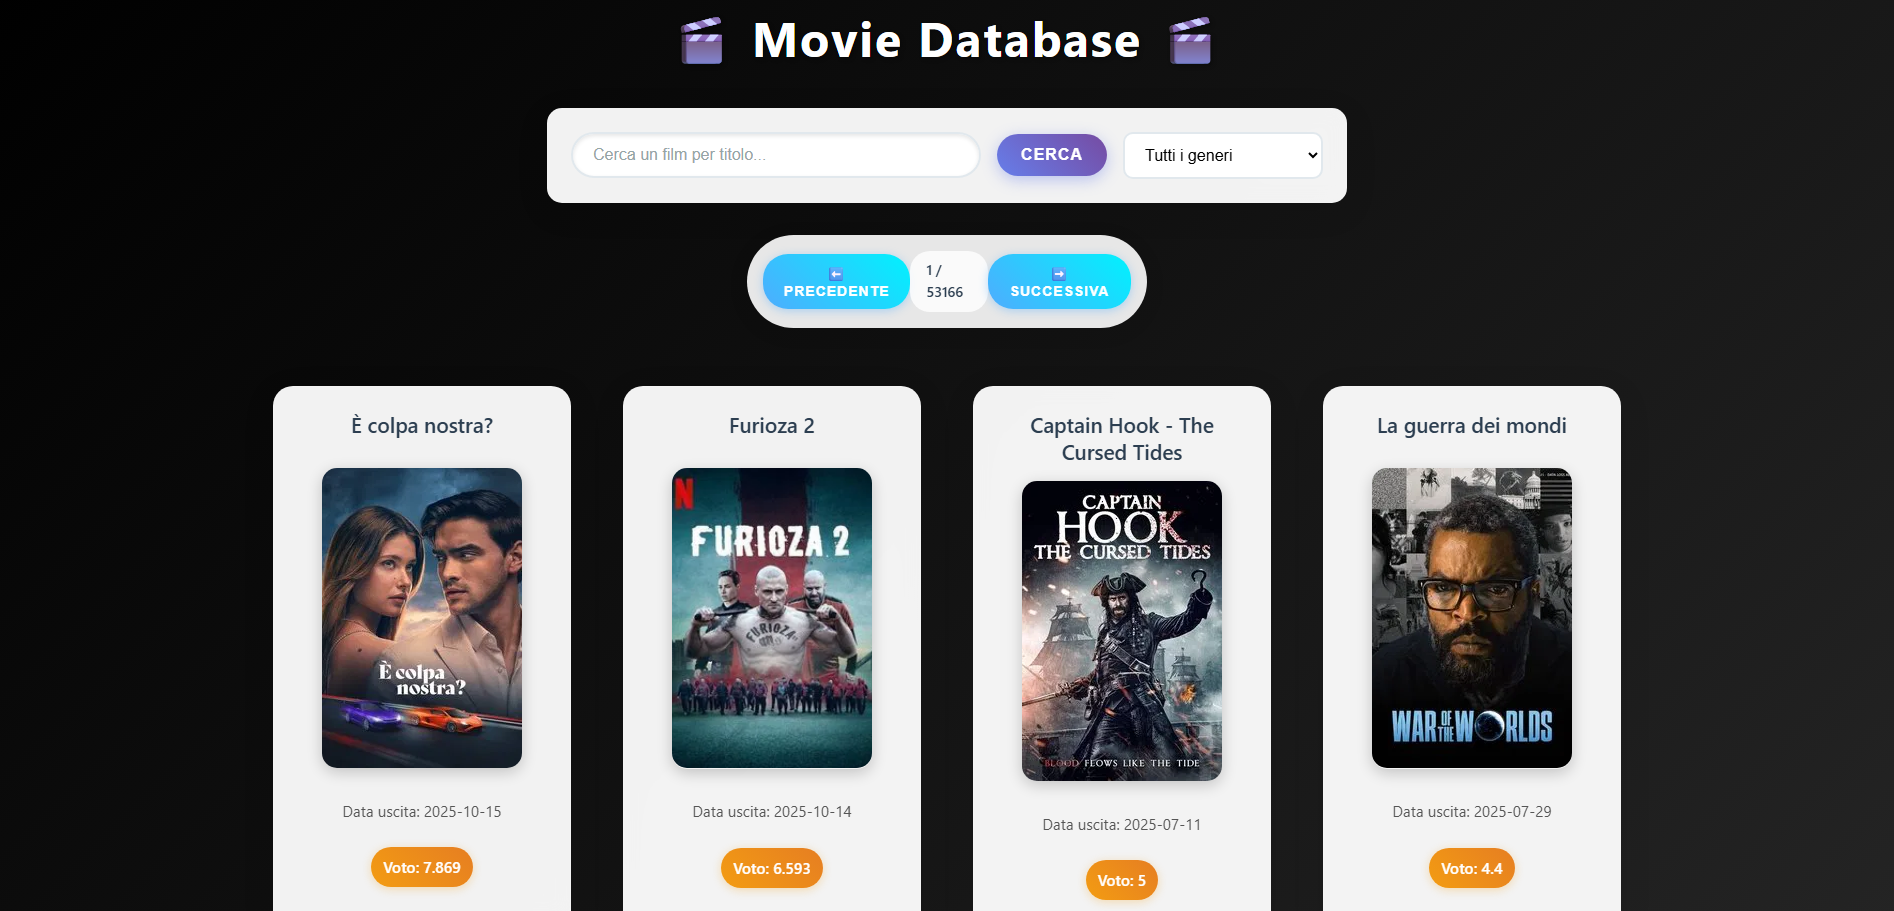 Movie Database
Cerca un film per titolo...
CERCA
Tutti i generi
PRECEDENTE
1 /
53166
SUCCESSIVA
È colpa nostra?
È colpa
nostra?
Data uscita: 2025-10-15
Voto: 7.869
Furioza 2
N
FURIOZA 2
FURIOZA
Data uscita: 2025-10-14
Voto: 6.593
Captain Hook - The
Cursed Tides
CAPTAIN
HOOK
THE CURSED TIDES
BLOOD FLOWS LIKE THE TIDE
Data uscita: 2025-07-11
Voto: 5
La guerra dei mondi
WAR OF THE WORLDS
Data uscita: 2025-07-29
Voto: 4.4